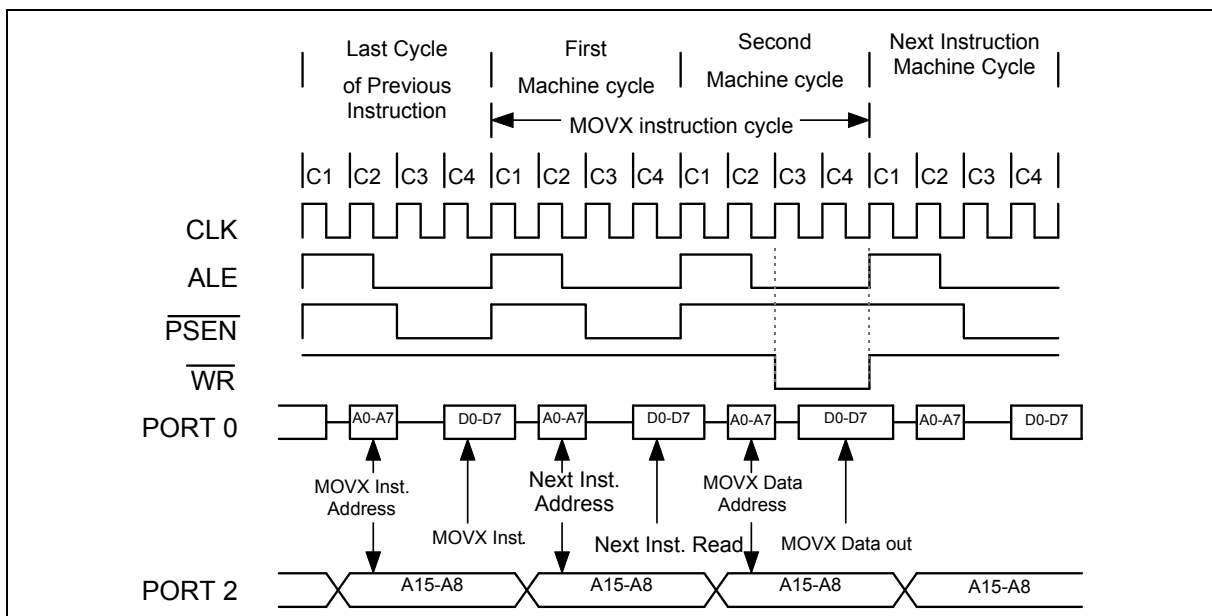 Last Cycle
of Previous
Instruction
First
Machine cycle
Second
Machine cycle
Next Instruction
Machine Cycle
MOVX instruction cycle
C1 C2 C3 C4 C1 C2 C3 C4 C1 C2 C3 C4 C1 C2 C3 C4
CLK
ALE
PSEN
WR
PORT 0
A0-A7 D0-D7 A0-A7 D0-D7 A0-A7 D0-D7 A0-A7 D0-D7
MOVX Inst.
Address
MOVX Inst.
Next Inst.
Address
Next Inst. Read
MOVX Data
Address
MOVX Data out
PORT 2
A15-A8 A15-A8 A15-A8 A15-A8